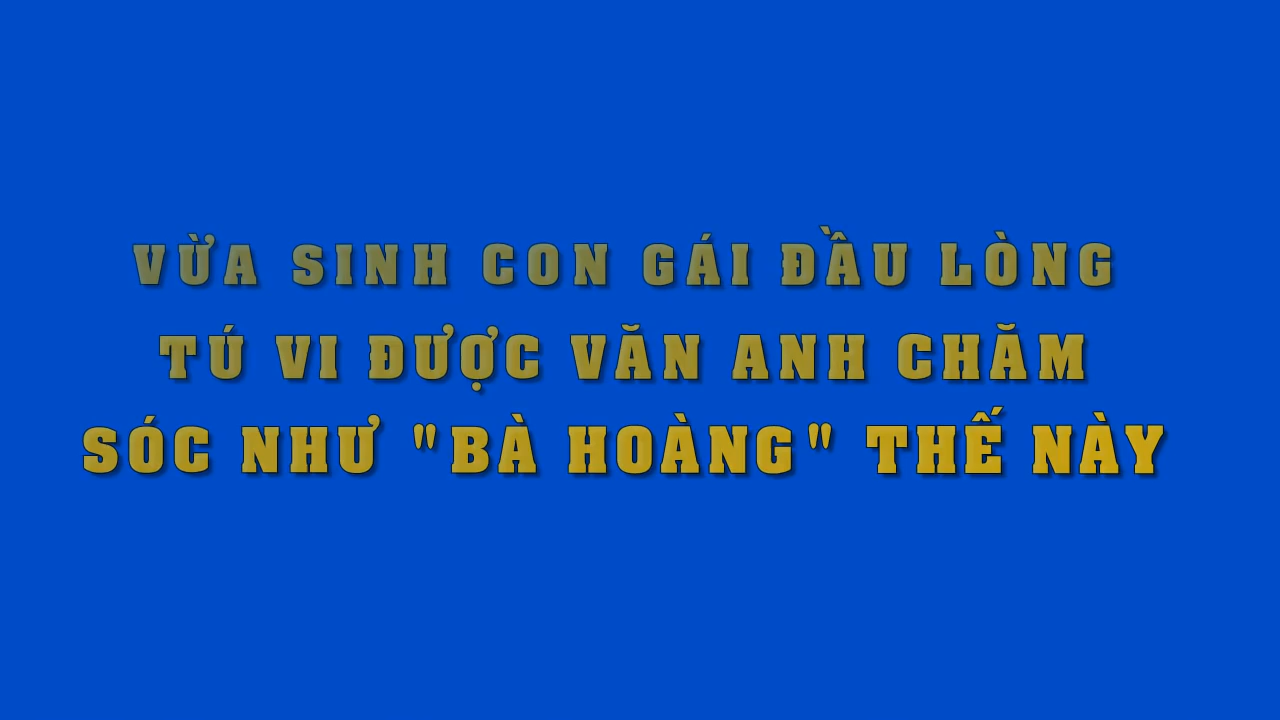 VỪA SINH CON GÁI ĐẦU LÒNG
TÚ VI ĐƯỢC VĂN ANH CHĂM
SÓC NHƯ "BÀ HOÀNG" THẾ NÀY